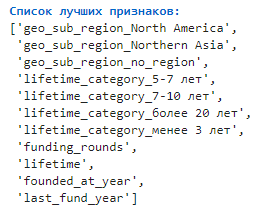 Список лучших признаков:
['geo_sub_region_North America',
'geo_sub_region_Northern Asia',
'geo_sub_region_no_region',
'lifetime_category_5-7 лет',
'lifetime_category_7-10 лет',
'lifetime_category_более 20 лет',
'lifetime_category_менее 3 лет',
'funding_rounds',
'lifetime',
'founded_at_year',
'last_fund_year']